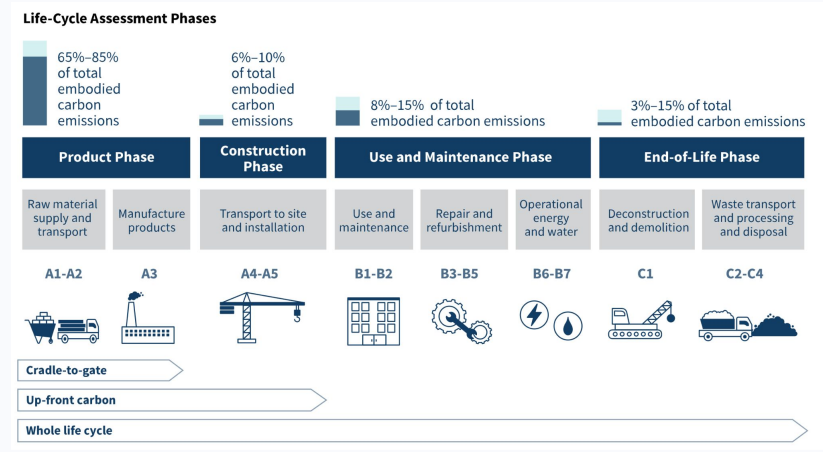 Life-Cycle Assessment Phases
65%–85%
of total
embodied
carbon
emissions
6%–10%
of total
embodied
carbon
emissions
8%–15% of total
embodied carbon emissions
3%–15% of total
embodied carbon emissions
Product Phase
Construction
Phase
Use and Maintenance Phase
End-of-Life Phase
Raw material
supply and
transport
Manufacture
products
Transport to site
and installation
Use and
maintenance
Repair and
refurbishment
Operational
energy
and water
Deconstruction
and demolition
Waste transport
and processing
and disposal
A1-A2
A3
A4-A5
B1-B2
B3-B5
B6-B7
C1
C2-C4
Cradle-to-gate
Up-front carbon
Whole life cycle